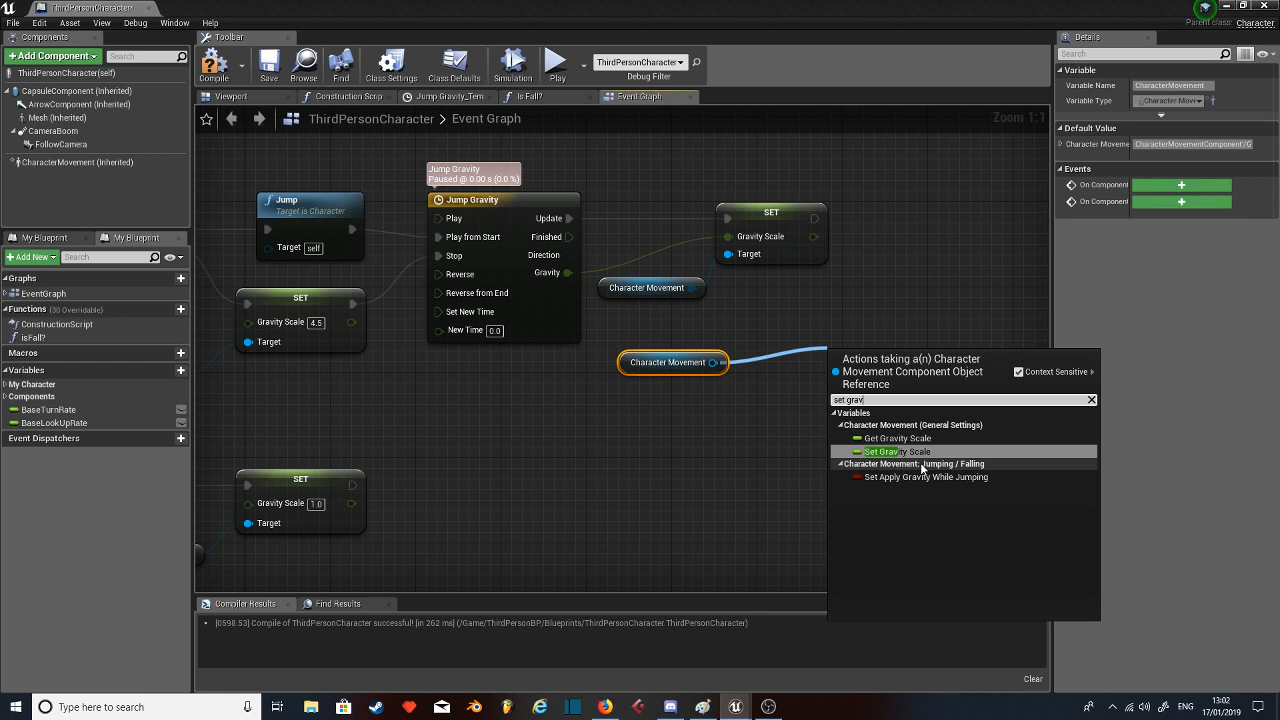 ThirdPersonCharacter*
File Edit Asset View Debug Window Help
Parent class: Character
Components
Add Component
Search
ThirdPersonCharacter(self)
CapsuleComponent (Inherited)
ArrowComponent (Inherited)
Mesh (Inherited)
CameraBoom
FollowCamera
CharacterMovement (Inherited)
My Blueprint My Blueprint
Add New Search
Graphs
EventGraph
Functions (30 Overridable)
ConstructionScript
isFall?
Macros
Variables
My Character
Components
BaseTurnRate
BaseLookUpRate
Event Dispatchers
Toolbar
Compile Save Browse Find Class Settings Class Defaults Simulation Play
ThirdPersonCharacter
Debug Filter
Viewport Construction Scrip Jump Gravity_Tem Is Fall? Event Graph
ThirdPersonCharacter > Event Graph
Zoom 1:1
Jump
Target is Character
Target self
SET
Gravity Scale 4.5
Target
SET
Gravity Scale 1.0
Target
Jump Gravity
Paused @ 0.00 s (0.0 %)
Jump Gravity
Play Update
Play from Start Finished
Stop Direction
Reverse Gravity
Reverse from End
Set New Time
New Time 0.0
Character Movement
SET
Gravity Scale
Target
Character Movement
Actions taking a(n) Character
Movement Component Object
Reference
Context Sensitive
set grav
Variables
Character Movement (General Settings)
Get Gravity Scale
Set Gravity Scale
Character Movement: Jumping / Falling
Set Apply Gravity While Jumping
Compiler Results Find Results
[0598.53] Compile of ThirdPersonCharacter successful! [in 262 ms] (/Game/ThirdPersonBP/Blueprints/ThirdPersonCharacter.ThirdPersonCharacter)
Clear
Details
Search
Variable
Variable Name CharacterMovement
Variable Type Character Mov
Default Value
Character Moveme CharacterMovementComponent'/G
Events
On Component
On Component
Type here to search
13:02
17/01/2019